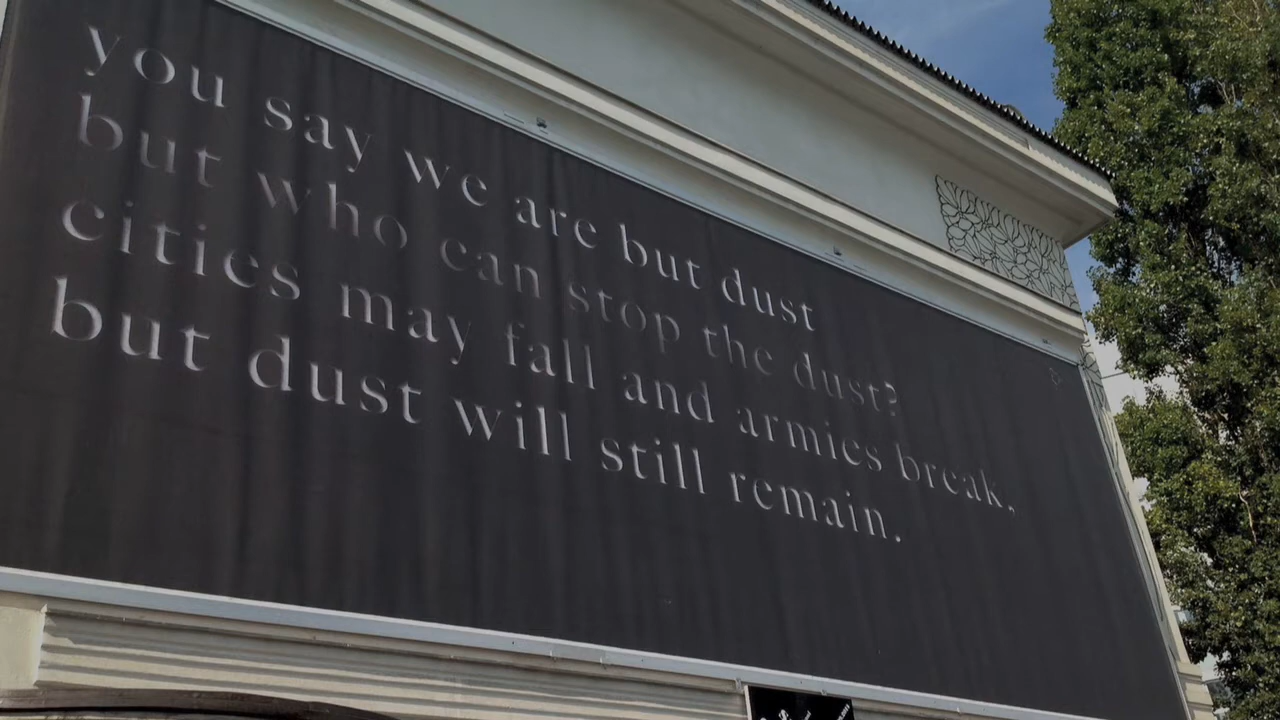 you say we are but dust
but who can stop the dust?
cities may fall and armies break,
but dust will still remain.